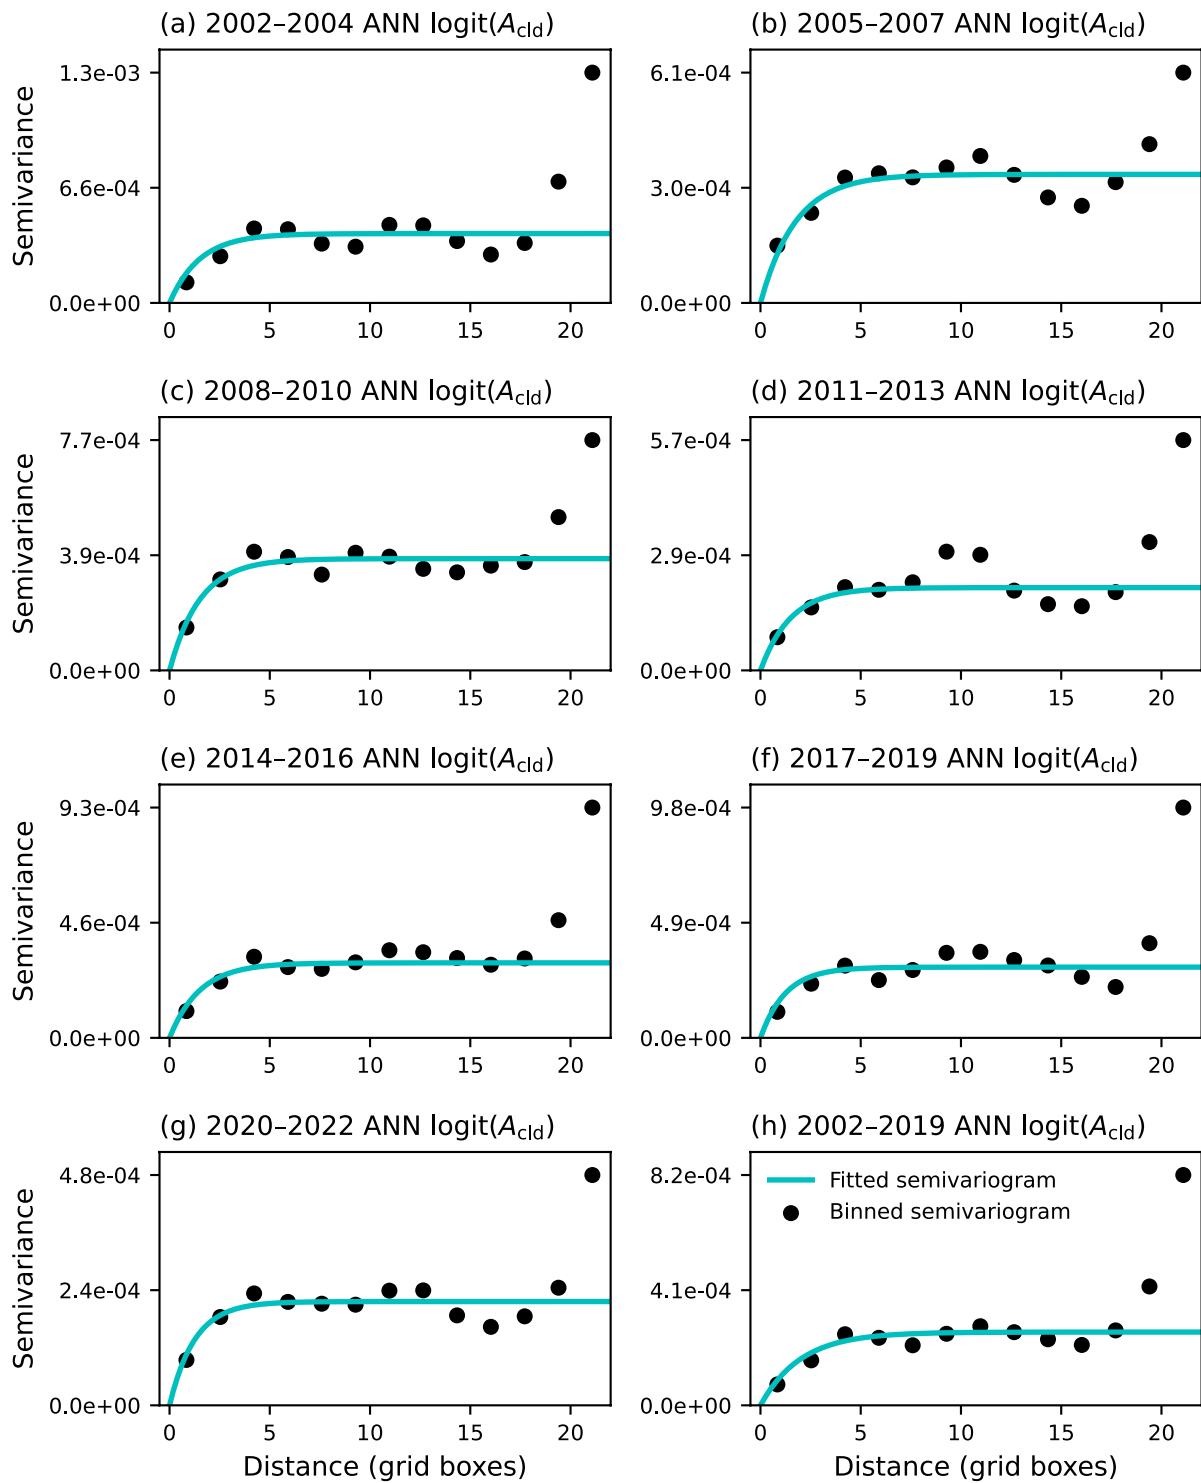 (a) 2002–2004 ANN logit(A_cld)
Semivariance
1.3e-03
6.6e-04
0.0e+00
0 5 10 15 20
(b) 2005–2007 ANN logit(A_cld)
6.1e-04
3.0e-04
0.0e+00
0 5 10 15 20
(c) 2008–2010 ANN logit(A_cld)
Semivariance
7.7e-04
3.9e-04
0.0e+00
0 5 10 15 20
(d) 2011–2013 ANN logit(A_cld)
5.7e-04
2.9e-04
0.0e+00
0 5 10 15 20
(e) 2014–2016 ANN logit(A_cld)
Semivariance
9.3e-04
4.6e-04
0.0e+00
0 5 10 15 20
(f) 2017–2019 ANN logit(A_cld)
9.8e-04
4.9e-04
0.0e+00
0 5 10 15 20
(g) 2020–2022 ANN logit(A_cld)
Semivariance
4.8e-04
2.4e-04
0.0e+00
0 5 10 15 20
Distance (grid boxes)
(h) 2002–2019 ANN logit(A_cld)
8.2e-04
4.1e-04
0.0e+00
Fitted semivariogram
Binned semivariogram
0 5 10 15 20
Distance (grid boxes)